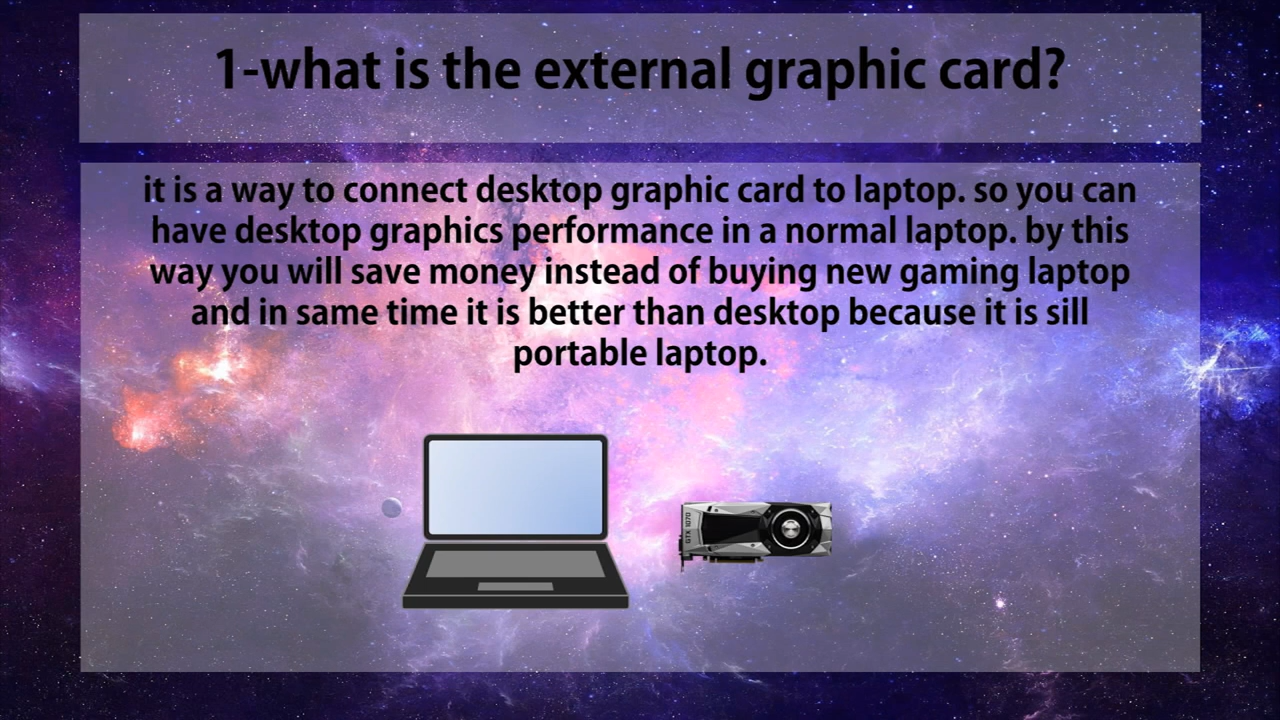 1-what is the external graphic card?
it is a way to connect desktop graphic card to laptop. so you can
have desktop graphics performance in a normal laptop. by this
way you will save money instead of buying new gaming laptop
and in same time it is better than desktop because it is sill
portable laptop.
GTX 1070